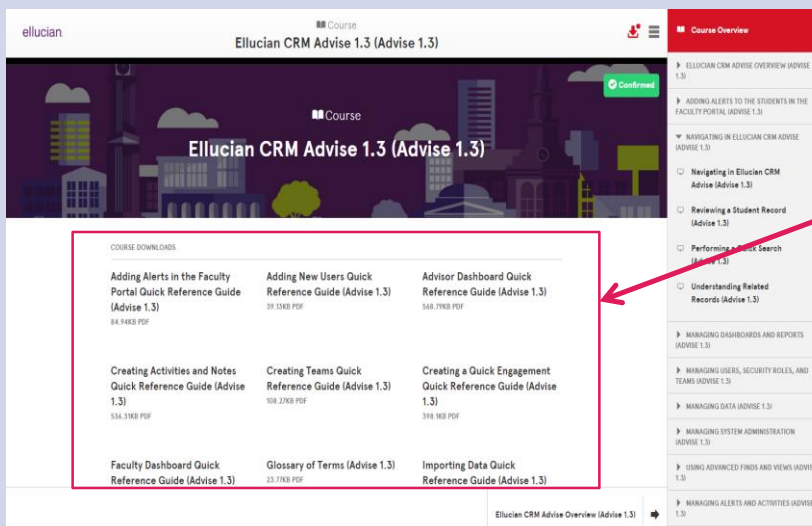 ellucian
Course
Ellucian CRM Advise 1.3 (Advise 1.3)
Confirmed
Course
Ellucian CRM Advise 1.3 (Advise 1.3)
COURSE DOWNLOADS
Adding Alerts in the Faculty
Portal Quick Reference Guide
(Advise 1.3)
84.94KB PDF
Adding New Users Quick
Reference Guide (Advise 1.3)
39.13KB PDF
Advisor Dashboard Quick
Reference Guide (Advise 1.3)
568.79KB PDF
Creating Activities and Notes
Quick Reference Guide (Advise
1.3)
536.31KB PDF
Creating Teams Quick
Reference Guide (Advise 1.3)
108.27KB PDF
Creating a Quick Engagement
Quick Reference Guide (Advise
1.3)
398.1KB PDF
Faculty Dashboard Quick
Reference Guide (Advise 1.3)
Glossary of Terms (Advise 1.3)
23.77KB PDF
Importing Data Quick
Reference Guide (Advise 1.3)
Ellucian CRM Advise Overview (Advise 1.3)
Course Overview
ELLUCIAN CRM ADVISE OVERVIEW (ADVISE
1.3)
ADDING ALERTS TO THE STUDENTS IN THE
FACULTY PORTAL (ADVISE 1.3)
NAVIGATING IN ELLUCIAN CRM ADVISE
(ADVISE 1.3)
Navigating in Ellucian CRM
Advise (Advise 1.3)
Reviewing a Student Record
(Advise 1.3)
Performing a Quick Search
(Advise 1.3)
Understanding Related
Records (Advise 1.3)
MANAGING DASHBOARDS AND REPORTS
(ADVISE 1.3)
MANAGING USERS, SECURITY ROLES, AND
TEAMS (ADVISE 1.3)
MANAGING DATA (ADVISE 1.3)
MANAGING SYSTEM ADMINISTRATION
(ADVISE 1.3)
USING ADVANCED FINDS AND VIEWS (ADVISE
1.3)
MANAGING ALERTS AND ACTIVITIES (ADVISE
1.3)